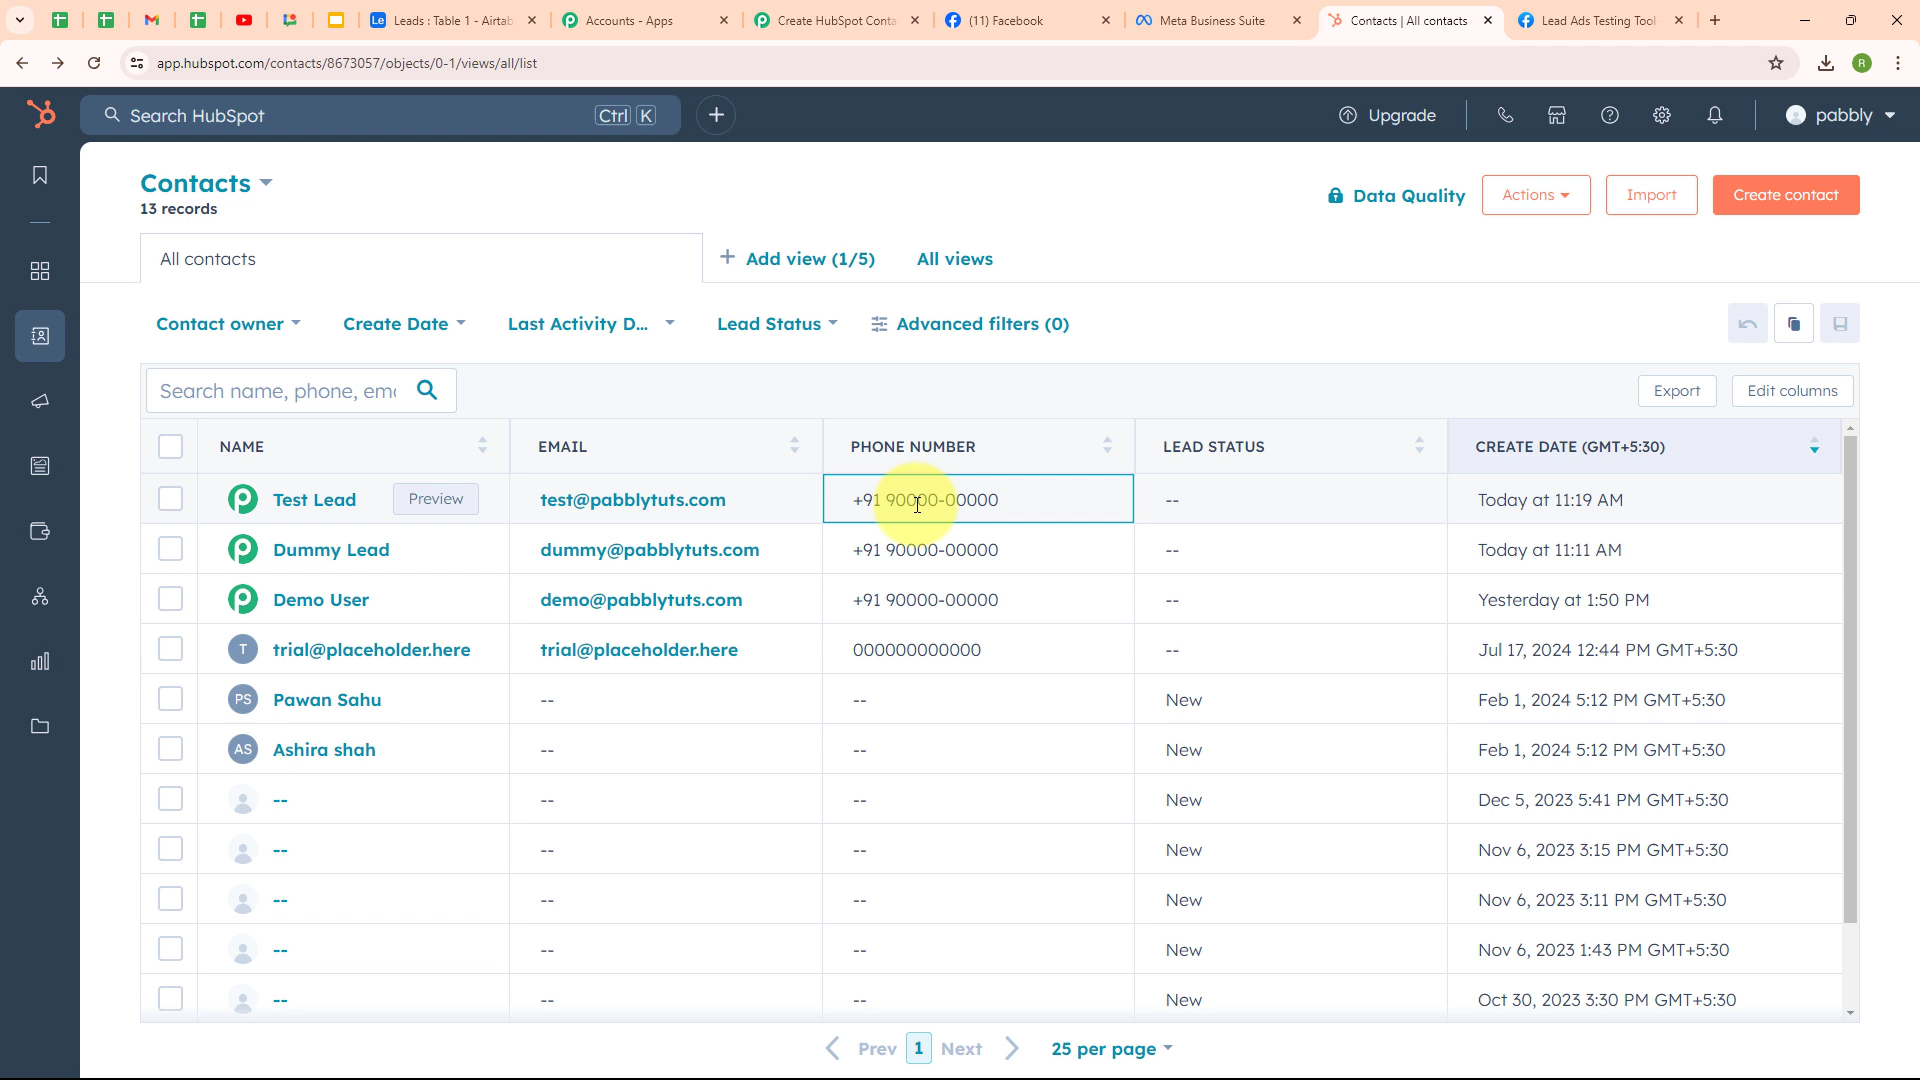 Leads : Table 1 - Airtab
Accounts - Apps
Create HubSpot Conta
(11) Facebook
Meta Business Suite
Contacts | All contacts
Lead Ads Testing Tool
app.hubspot.com/contacts/8673057/objects/0-1/views/all/list
R
Search HubSpot Ctrl K
Upgrade
pabbly
Contacts
13 records
Data Quality
Actions
Import
Create contact
All contacts
Add view (1/5)
All views
Contact owner
Create Date
Last Activity D...
Lead Status
Advanced filters (0)
Search name, phone, ema
Export
Edit columns
NAME EMAIL PHONE NUMBER LEAD STATUS CREATE DATE (GMT+5:30)
Test Lead Preview test@pabblytuts.com +91 90000-00000 -- Today at 11:19 AM
Dummy Lead dummy@pabblytuts.com +91 90000-00000 -- Today at 11:11 AM
Demo User demo@pabblytuts.com +91 90000-00000 -- Yesterday at 1:50 PM
T trial@placeholder.here trial@placeholder.here 000000000000 -- Jul 17, 2024 12:44 PM GMT+5:30
PS Pawan Sahu -- -- New Feb 1, 2024 5:12 PM GMT+5:30
AS Ashira shah -- -- New Feb 1, 2024 5:12 PM GMT+5:30
-- -- -- New Dec 5, 2023 5:41 PM GMT+5:30
-- -- -- New Nov 6, 2023 3:15 PM GMT+5:30
-- -- -- New Nov 6, 2023 3:11 PM GMT+5:30
-- -- -- New Nov 6, 2023 1:43 PM GMT+5:30
-- -- -- New Oct 30, 2023 3:30 PM GMT+5:30
Prev 1 Next 25 per page